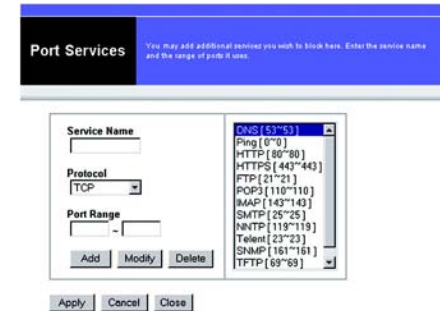 Port Services
You may add additional services you wish to block here. Enter the service name
and the range of ports it uses.
Service Name
Protocol
TCP
Port Range
~
Add Modify Delete
DNS [ 53~53 ]
Ping [ 0~0 ]
HTTP [ 80~80 ]
HTTPS [ 443~443 ]
FTP [ 21~21 ]
POP3 [ 110~110 ]
IMAP [ 143~143 ]
SMTP [ 25~25 ]
NNTP [ 119~119 ]
Telent [ 23~23 ]
SNMP [ 161~161 ]
TFTP [ 69~69 ]
Apply Cancel Close